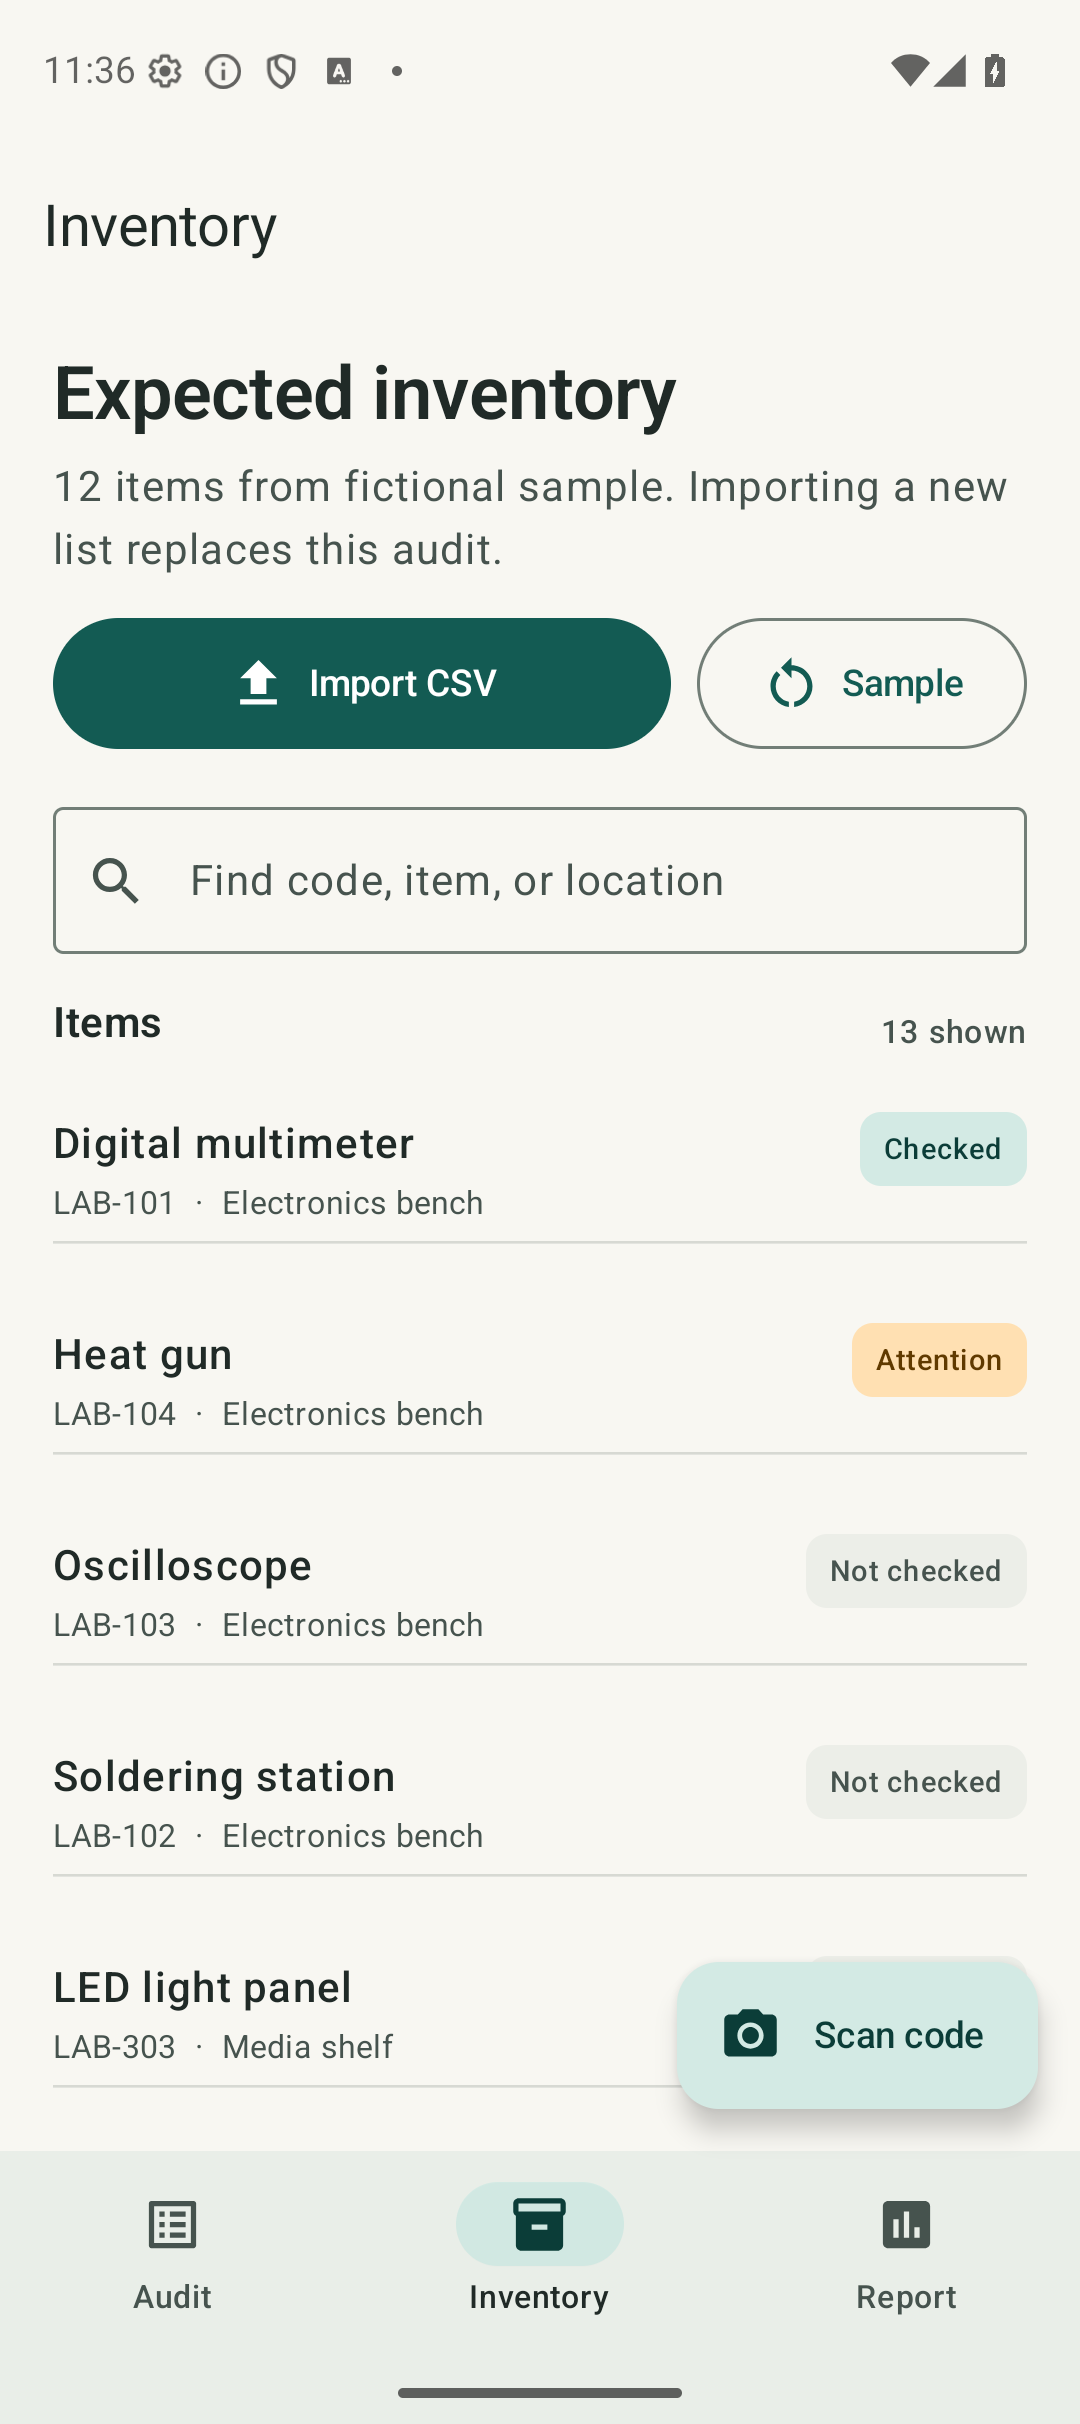 11:36
Inventory
Expected inventory
12 items from fictional sample. Importing a new
list replaces this audit.
Import CSV
Sample
Find code, item, or location
Items
13 shown
Digital multimeter
Checked
LAB-101 · Electronics bench
Heat gun
Attention
LAB-104 · Electronics bench
Oscilloscope
Not checked
LAB-103 · Electronics bench
Soldering station
Not checked
LAB-102 · Electronics bench
LED light panel
LAB-303 · Media shelf
Scan code
Audit
Inventory
Report